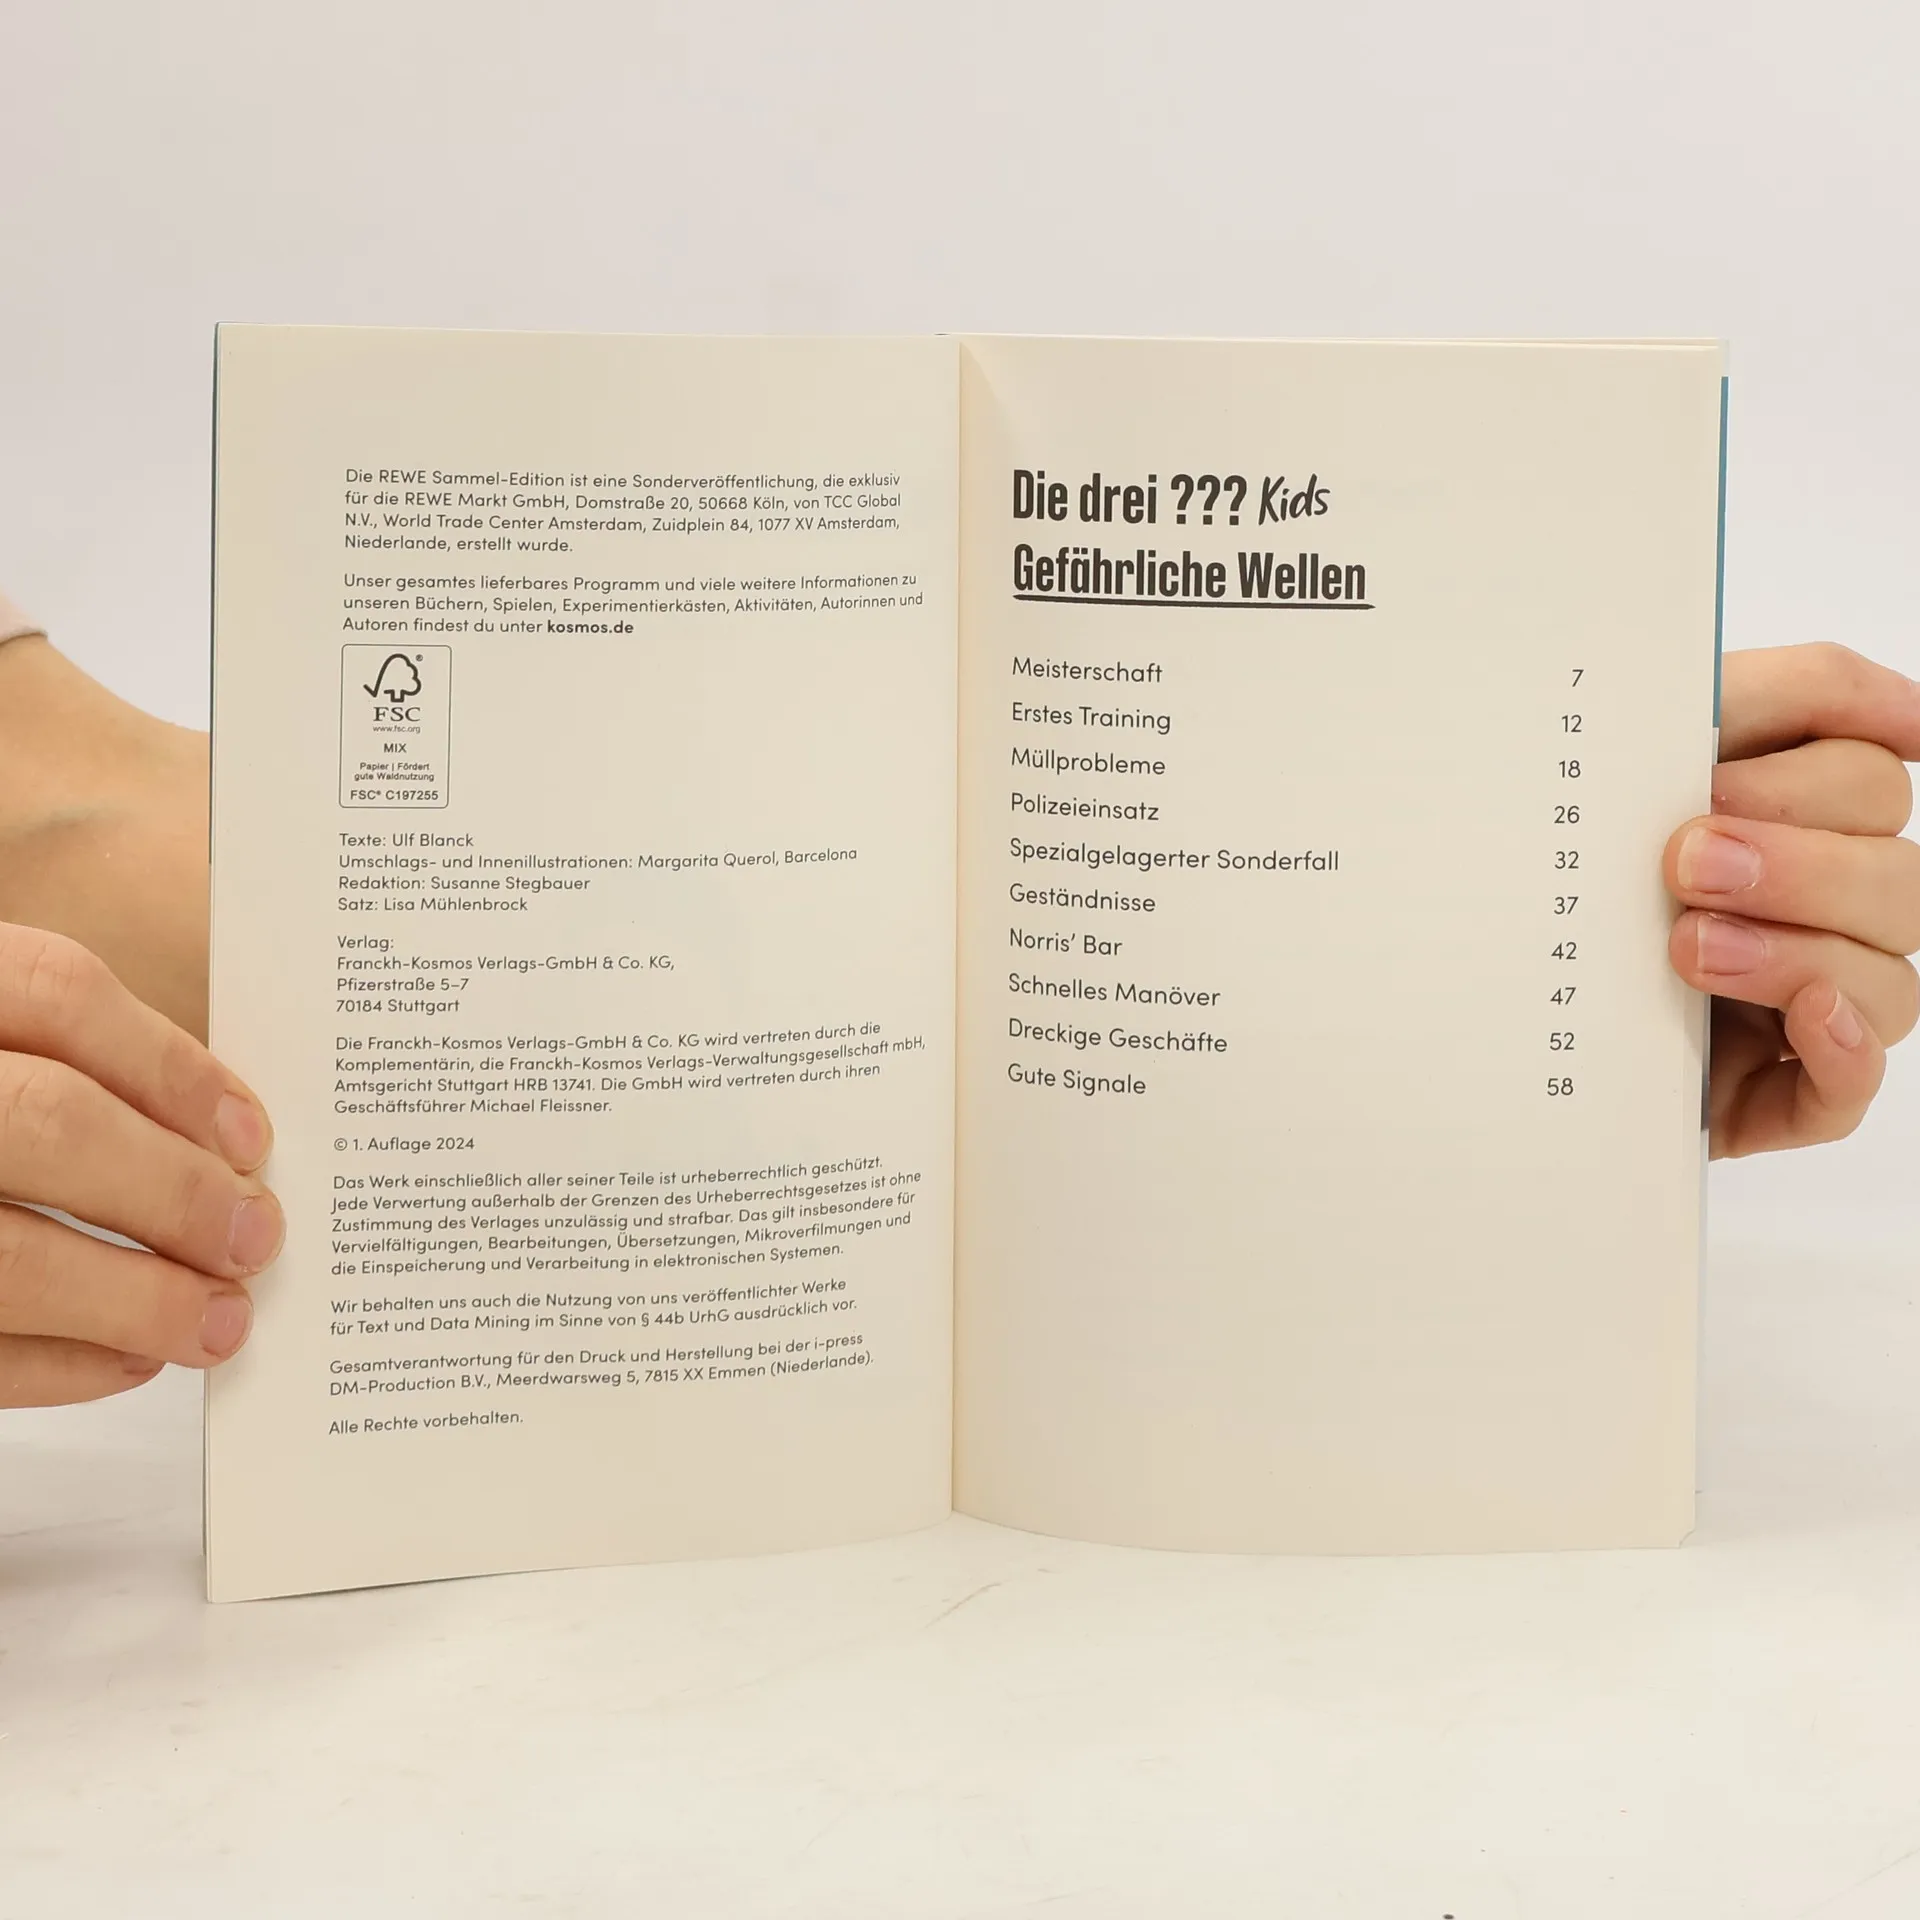 Die REWE Sammel-Edition ist eine Sonderveröffentlichung, die exklusiv
für die REWE Markt GmbH, Domstraße 20, 50668 Köln, von TCC Global
N.V., World Trade Center Amsterdam, Zuidplein 84, 1077 XV Amsterdam,
Niederlande, erstellt wurde.
Unser gesamtes lieferbares Programm und viele weitere Informationen zu
unseren Büchern, Spielen, Experimentierkästen, Aktivitäten, Autorinnen und
Autoren findest du unter kosmos.de
®
FSC
www.fsc.org
MIX
Papier | Fördert
gute Waldnutzung
FSC® C197255
Texte: Ulf Blanck
Umschlags- und Innenillustrationen: Margarita Querol, Barcelona
Redaktion: Susanne Stegbauer
Satz: Lisa Mühlenbrock
Verlag:
Franckh-Kosmos Verlags-GmbH & Co. KG,
Pfizerstraße 5–7
70184 Stuttgart
Die Franckh-Kosmos Verlags-GmbH & Co. KG wird vertreten durch die
Komplementärin, die Franckh-Kosmos Verlags-Verwaltungsgesellschaft mbH,
Amtsgericht Stuttgart HRB 13741. Die GmbH wird vertreten durch ihren
Geschäftsführer Michael Fleissner.
© 1. Auflage 2024
Das Werk einschließlich aller seiner Teile ist urheberrechtlich geschützt.
Jede Verwertung außerhalb der Grenzen des Urheberrechtsgesetzes ist ohne
Zustimmung des Verlages unzulässig und strafbar. Das gilt insbesondere für
Vervielfältigungen, Bearbeitungen, Übersetzungen, Mikroverfilmungen und
die Einspeicherung und Verarbeitung in elektronischen Systemen.
Wir behalten uns auch die Nutzung von uns veröffentlichter Werke
für Text und Data Mining im Sinne von § 44b UrhG ausdrücklich vor.
Gesamtverantwortung für den Druck und Herstellung bei der i-press
DM-Production B.V., Meerdwarsweg 5, 7815 XX Emmen (Niederlande).
Alle Rechte vorbehalten.
Die drei ??? Kids
Gefährliche Wellen
Meisterschaft 7
Erstes Training 12
Müllprobleme 18
Polizeieinsatz 26
Spezialgelagerter Sonderfall 32
Geständnisse 37
Norris' Bar 42
Schnelles Manöver 47
Dreckige Geschäfte 52
Gute Signale 58